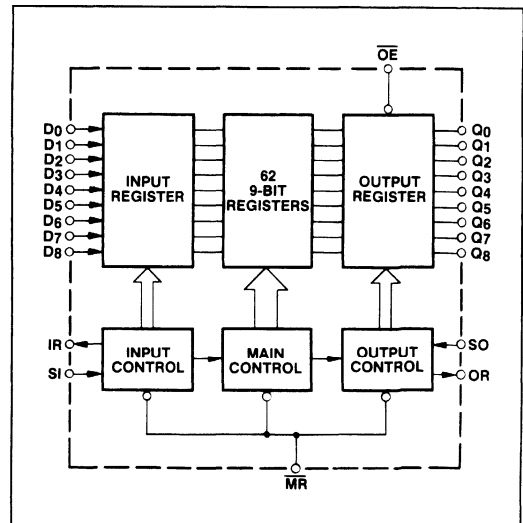 OE
D0
D1
D2
D3
D4
D5
D6
D7
D8
INPUT
REGISTER
62
9-BIT
REGISTERS
OUTPUT
REGISTER
Q0
Q1
Q2
Q3
Q4
Q5
Q6
Q7
Q8
IR
SI
INPUT
CONTROL
MAIN
CONTROL
OUTPUT
CONTROL
SO
OR
MR